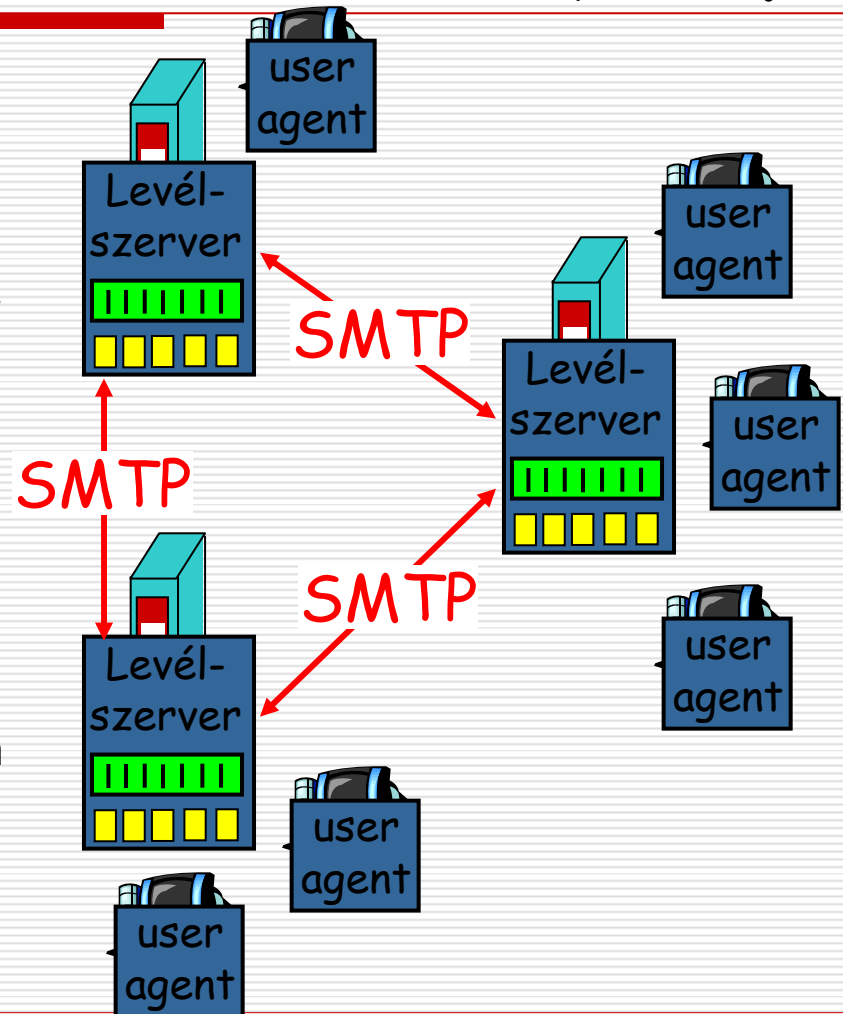 user
agent
Levél-
szerver
user
agent
SMTP
Levél-
szerver
user
agent
SMTP
SMTP
user
agent
Levél-
szerver
user
agent
user
agent